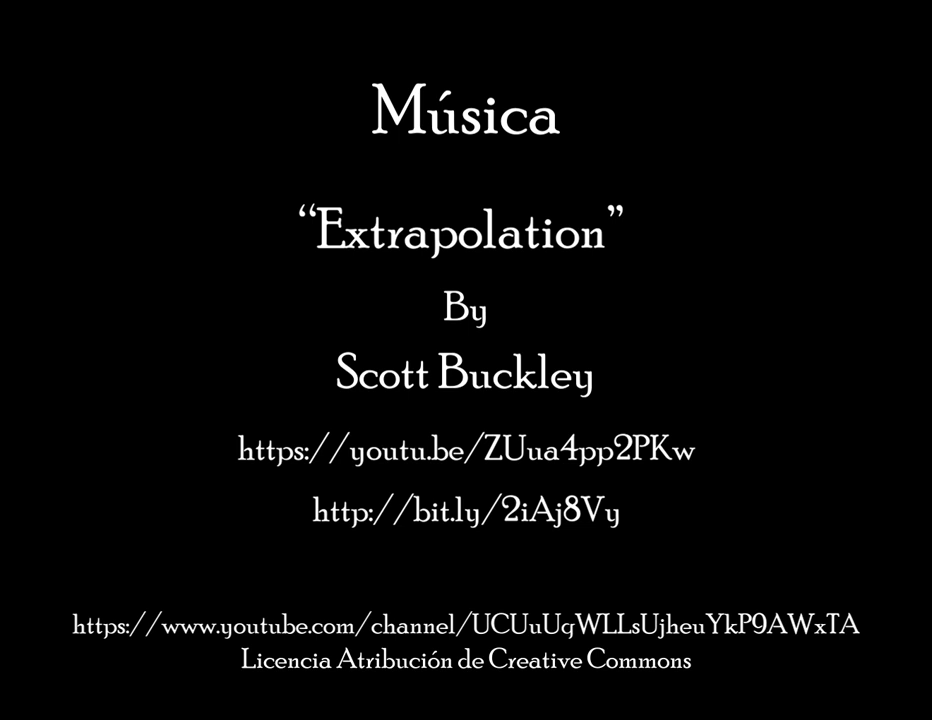 Música
“Extrapolation”
By
Scott Buckley
https://youtu.be/ZUua4pp2PKw
http://bit.ly/2iAj8Vy
https://www.youtube.com/channel/UCUuUqWLLsUjheuYkP9AWxTA
Licencia Atribución de Creative Commons